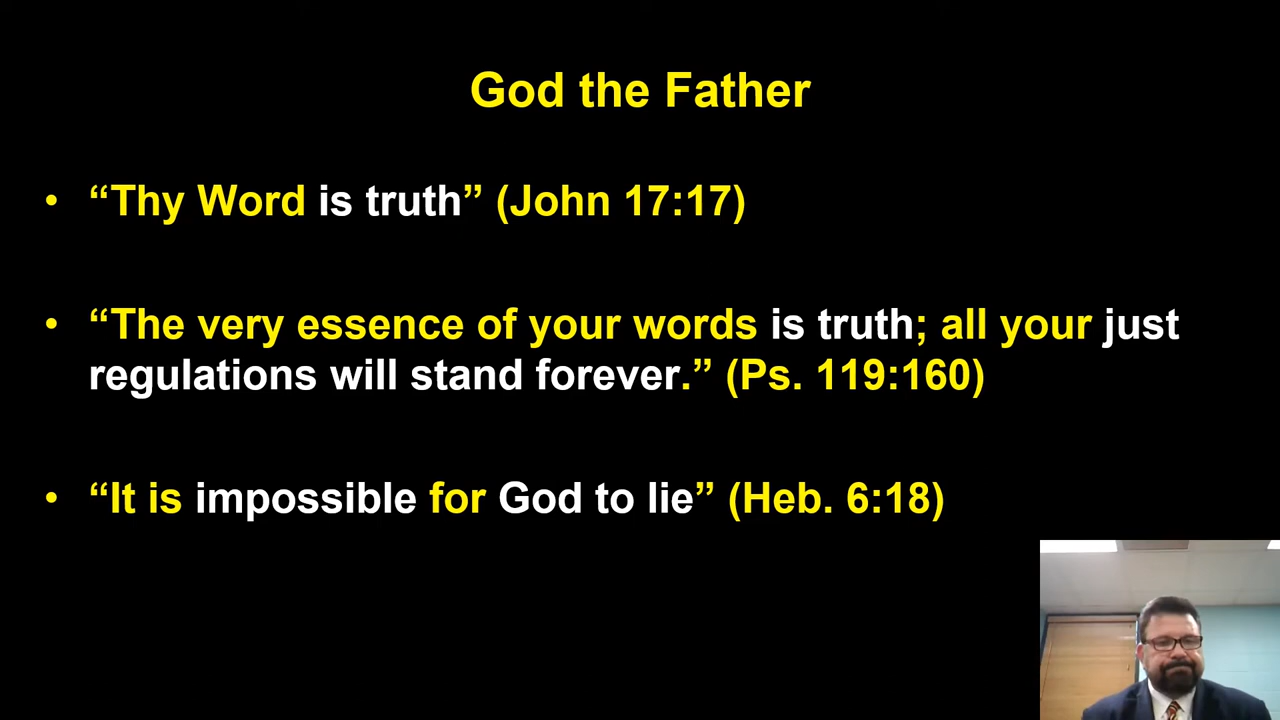 God the Father
• “Thy Word is truth” (John 17:17)
• “The very essence of your words is truth; all your just
regulations will stand forever.” (Ps. 119:160)
• “It is impossible for God to lie” (Heb. 6:18)